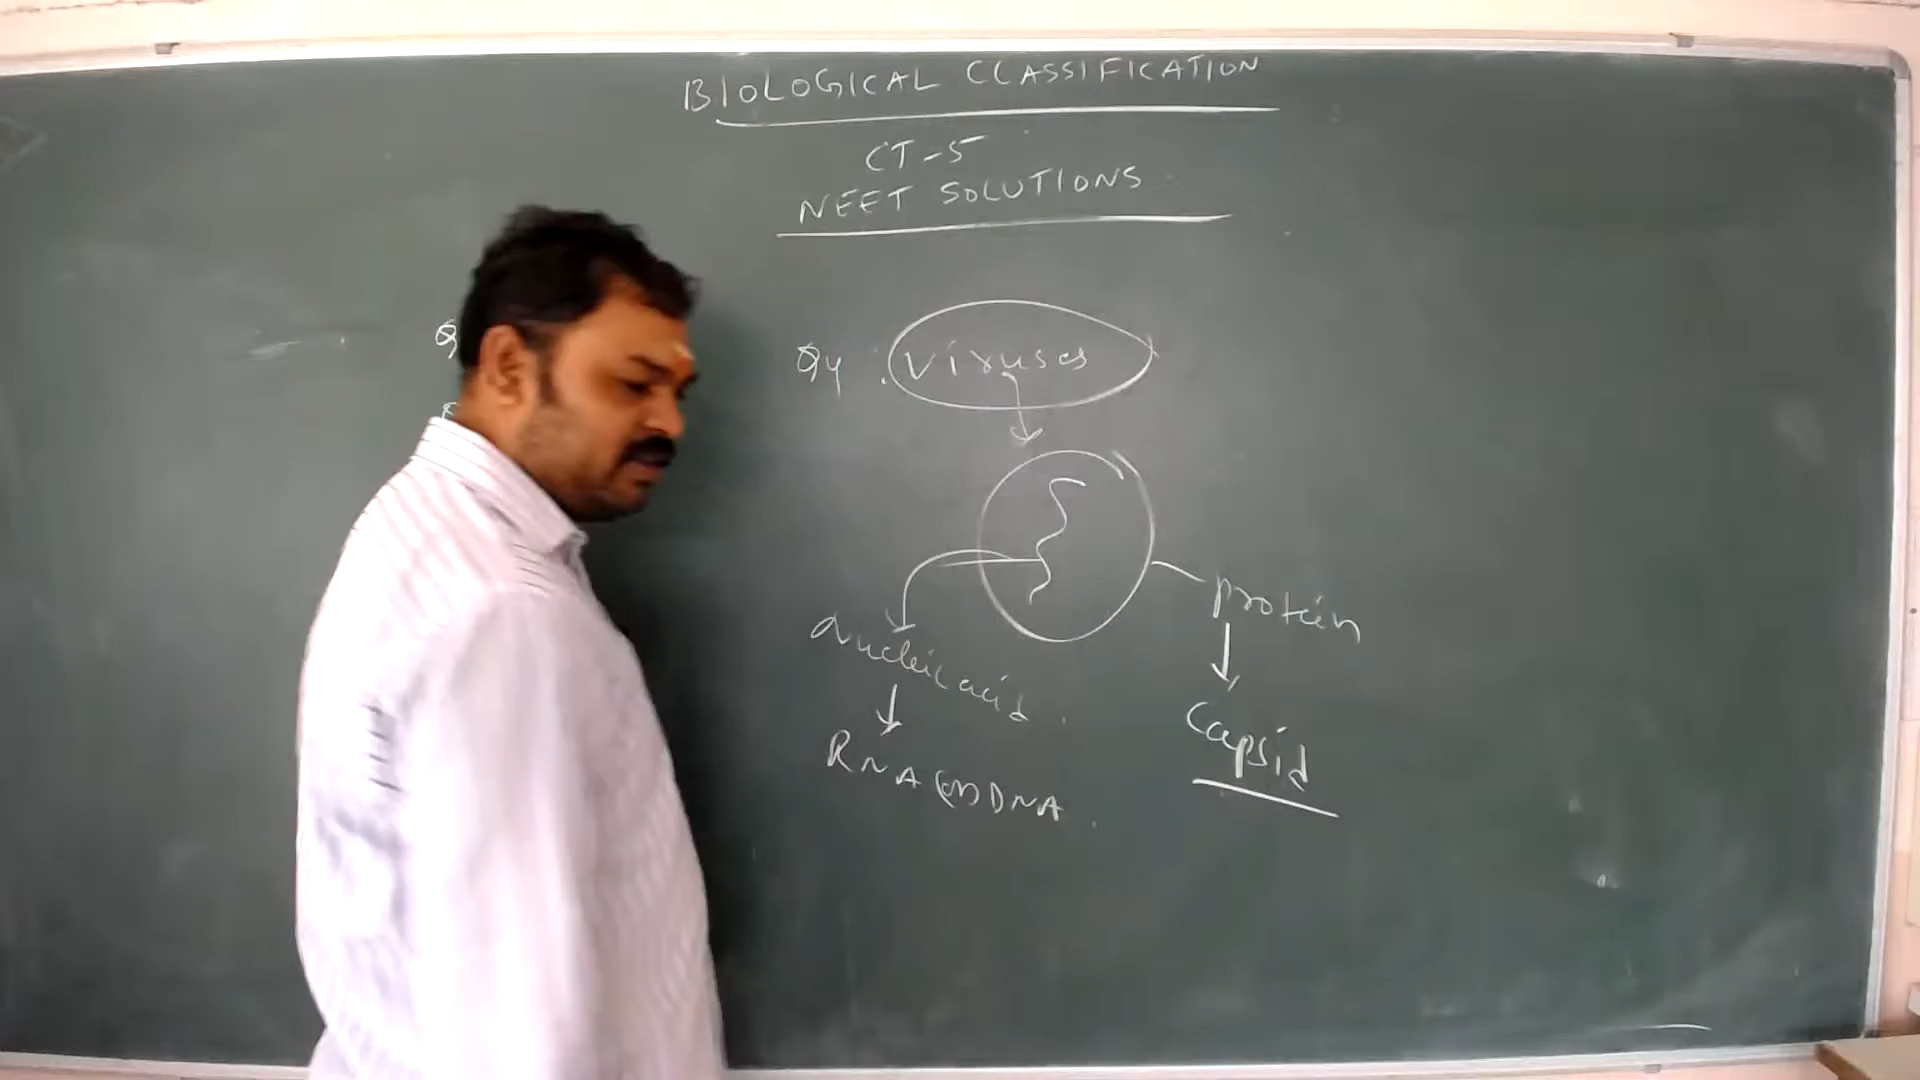 BIOLOGICAL CLASSIFICATION
CT-5
NEET SOLUTIONS
Q4 : Viruses
protein
nucleic acid
Capsid
RNA (or) DNA